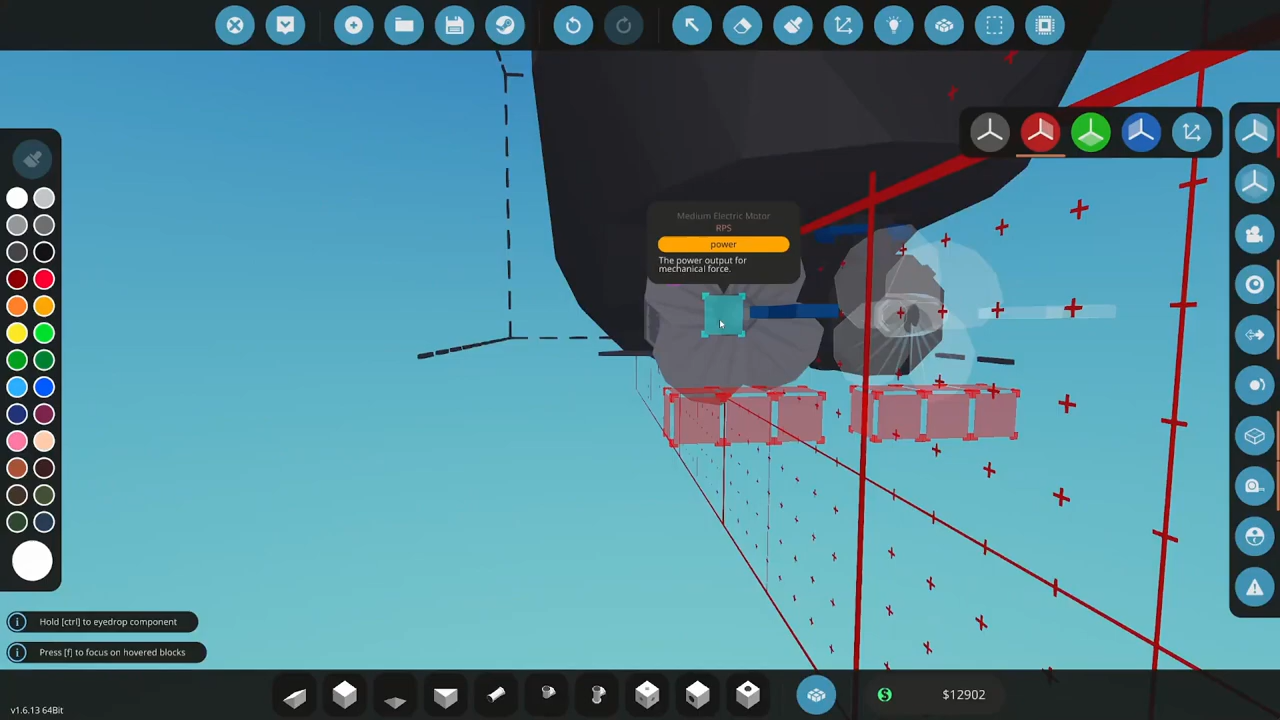 Medium Electric Motor
RPS
power
The power output for
mechanical force.
Hold [ctrl] to eyedrop component
Press [f] to focus on hovered blocks
$12902
v1.6.13 64Bit